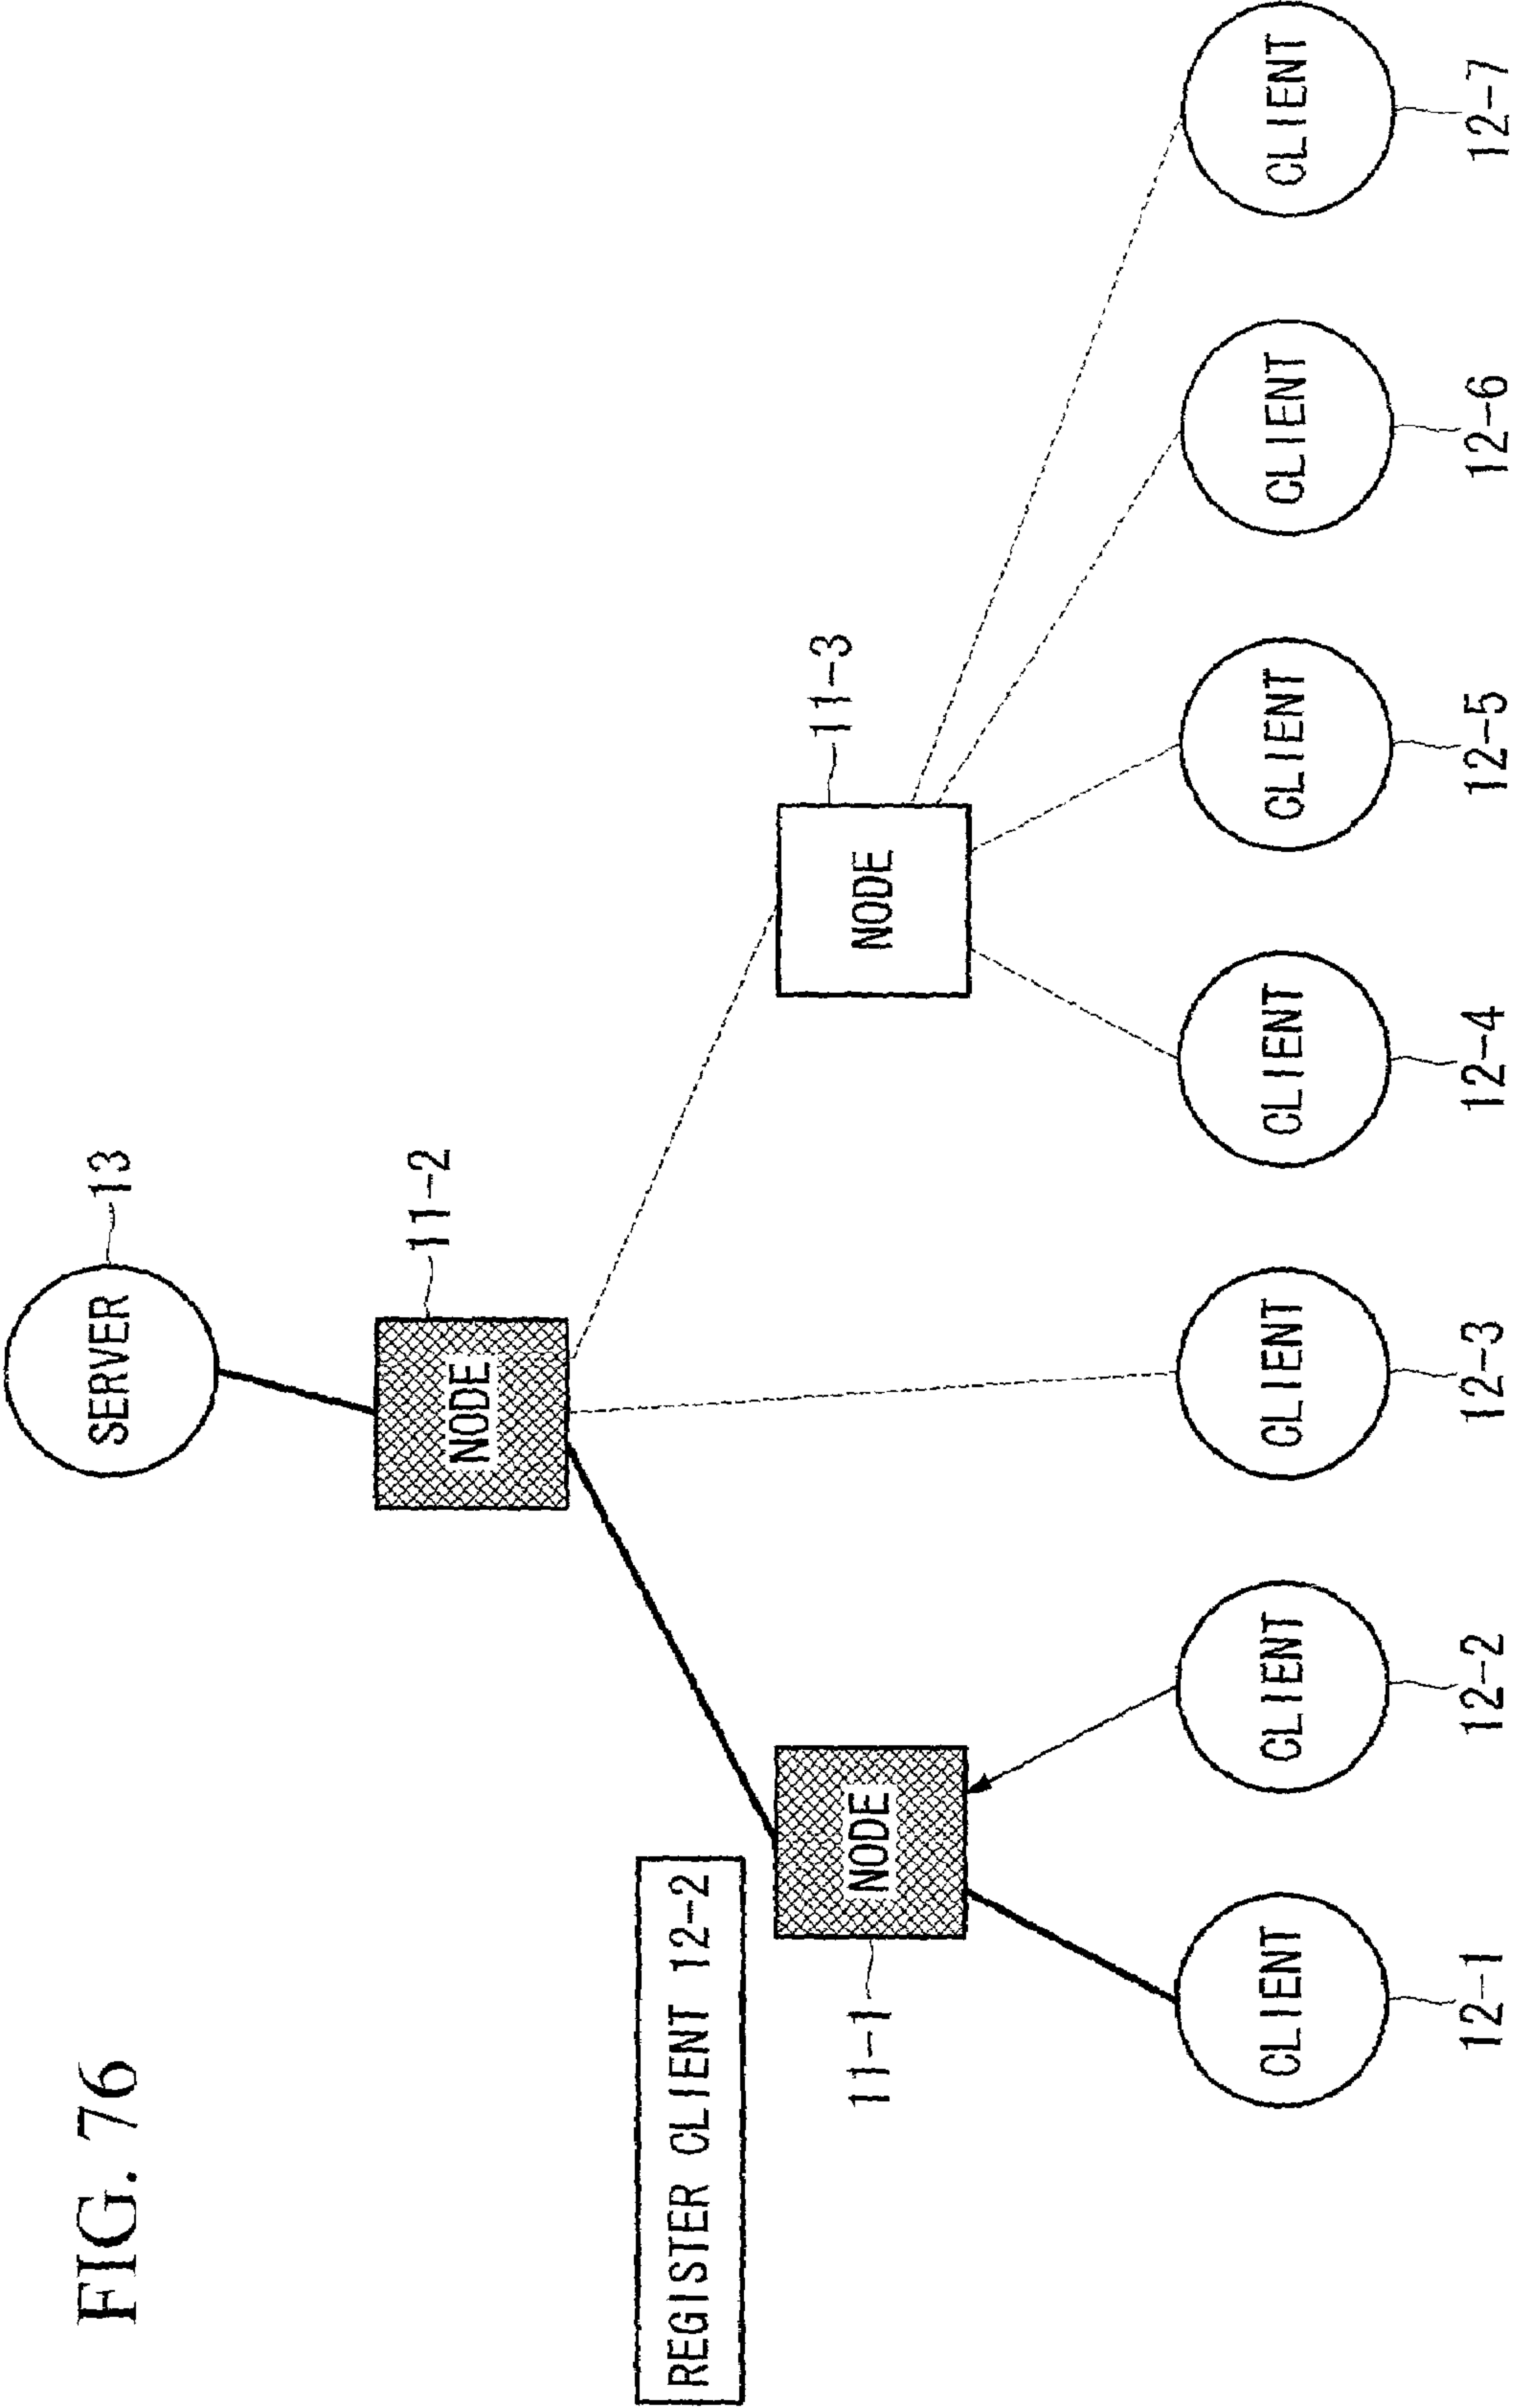 FIG. 76
SERVER
13
NODE
11-2
REGISTER CLIENT 12-2
NODE
11-1
NODE
11-3
CLIENT
CLIENT
CLIENT
CLIENT
CLIENT
CLIENT
CLIENT
12-1
12-2
12-3
12-4
12-5
12-6
12-7